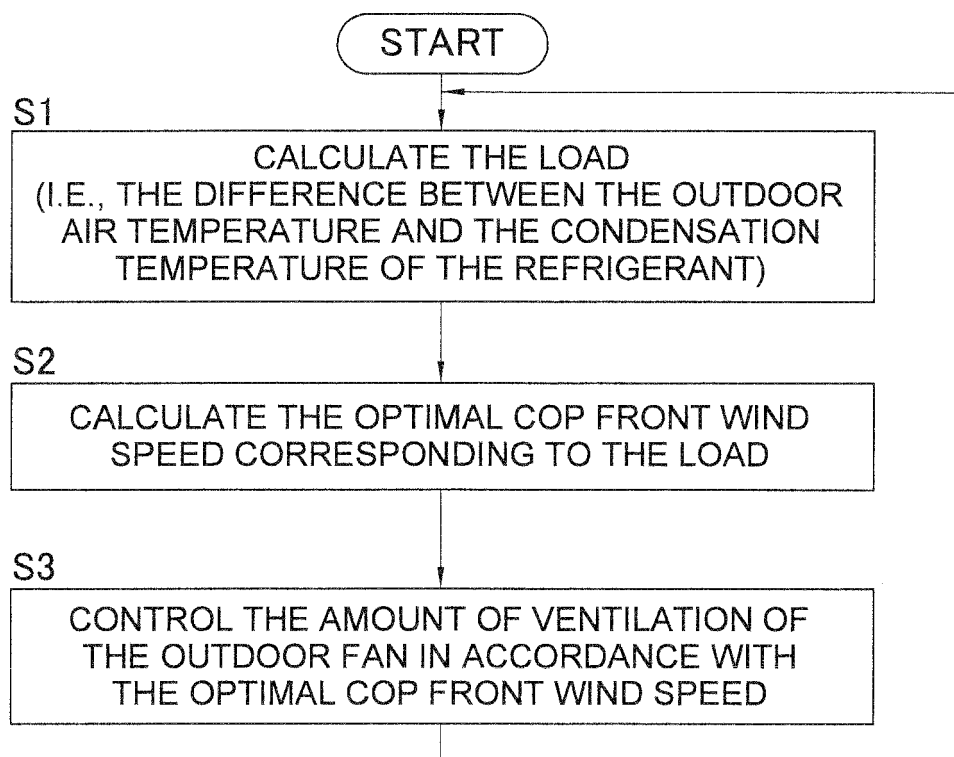 START
S1
CALCULATE THE LOAD
(I.E., THE DIFFERENCE BETWEEN THE OUTDOOR
AIR TEMPERATURE AND THE CONDENSATION
TEMPERATURE OF THE REFRIGERANT)
S2
CALCULATE THE OPTIMAL COP FRONT WIND
SPEED CORRESPONDING TO THE LOAD
S3
CONTROL THE AMOUNT OF VENTILATION OF
THE OUTDOOR FAN IN ACCORDANCE WITH
THE OPTIMAL COP FRONT WIND SPEED